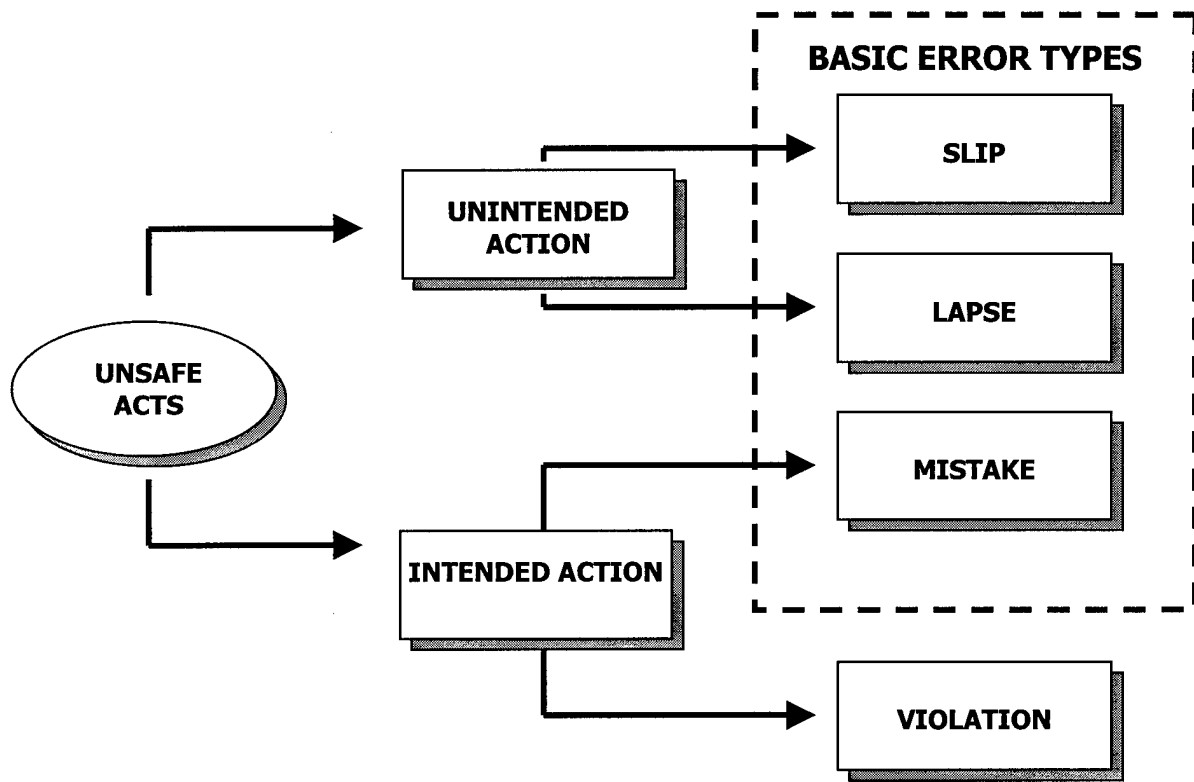 BASIC ERROR TYPES
SLIP
UNINTENDED
ACTION
LAPSE
UNSAFE
ACTS
MISTAKE
INTENDED ACTION
VIOLATION